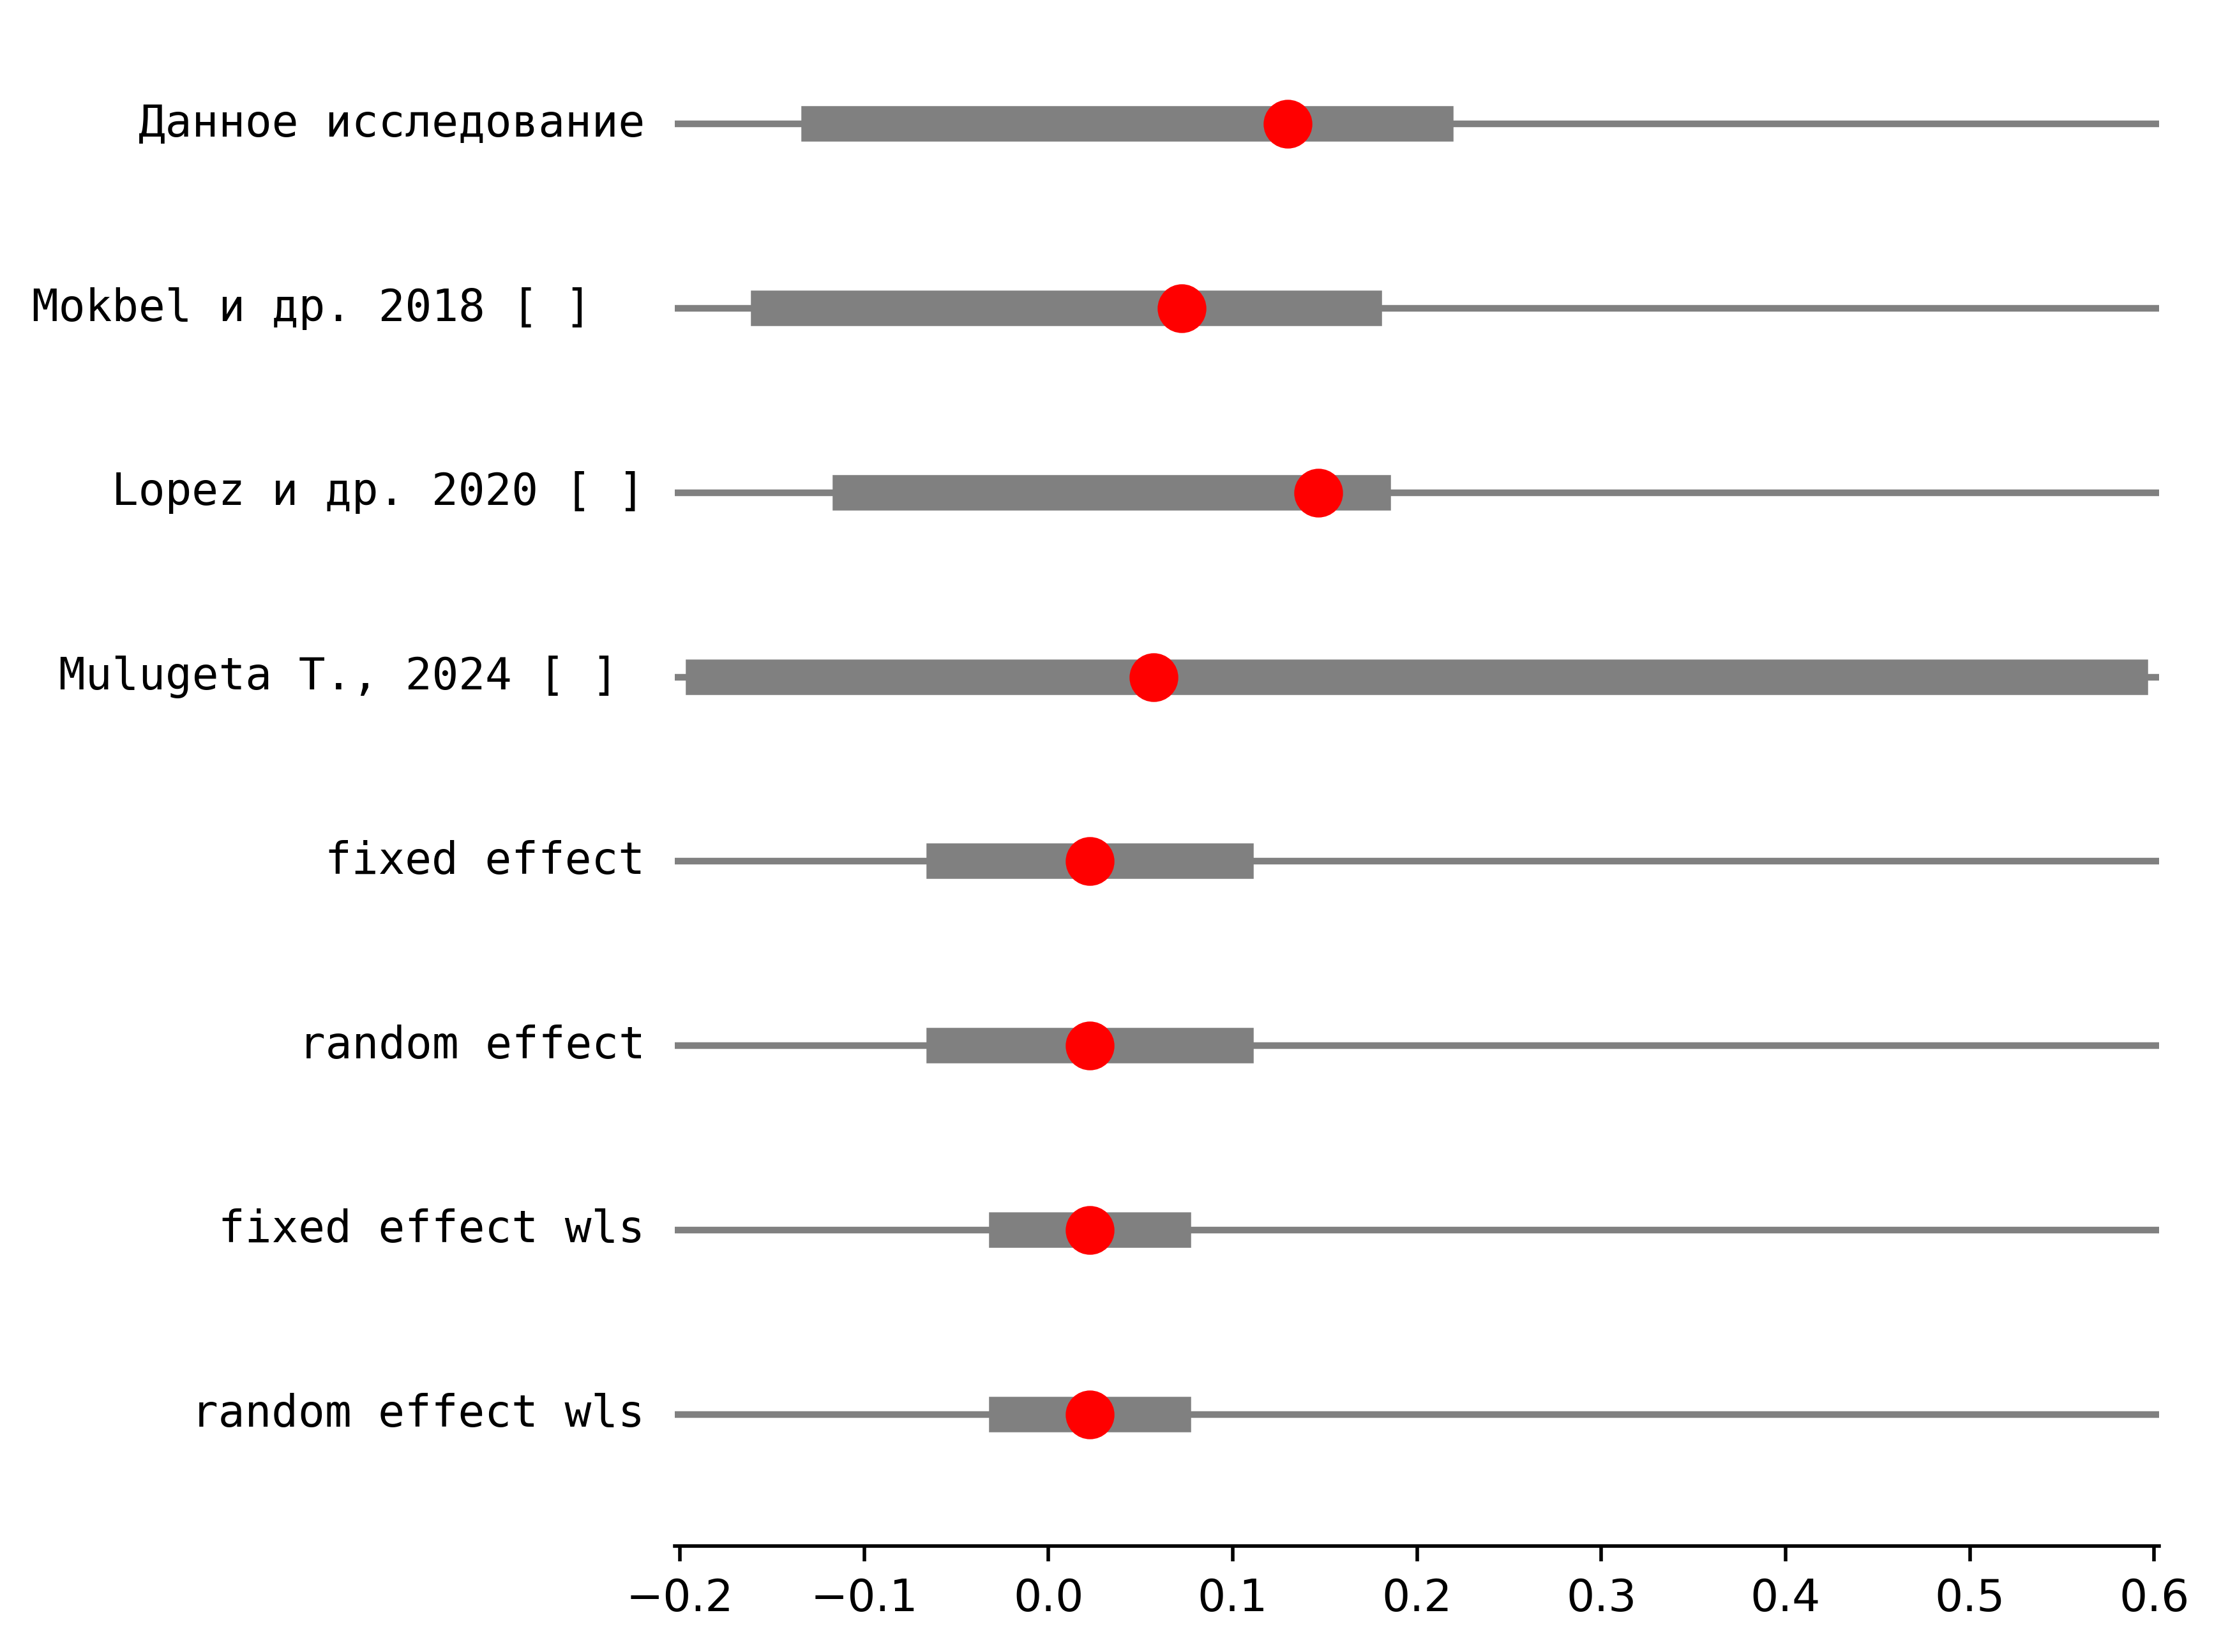 Данное исследование
Mokbel и др. 2018 [ ]
Lopez и др. 2020 [ ]
Mulugeta T., 2024 [ ]
fixed effect
random effect
fixed effect wls
random effect wls
−0.2 −0.1 0.0 0.1 0.2 0.3 0.4 0.5 0.6